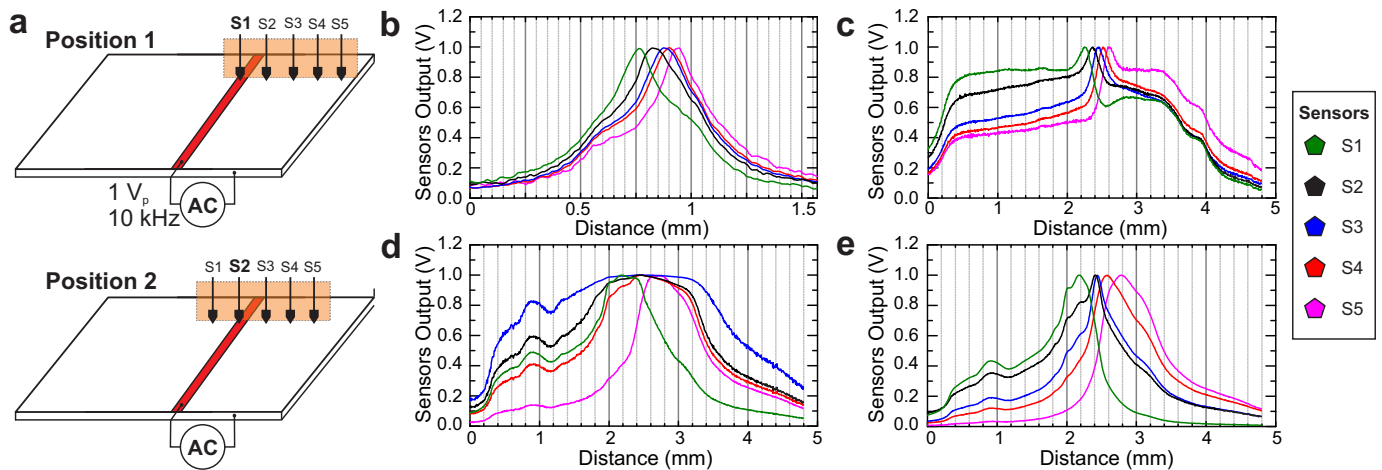 a
Position 1
S1 S2 S3 S4 S5
1 Vp
10 kHz
AC
Position 2
S1 S2 S3 S4 S5
AC
b
Sensors Output (V)
1.2
1.0
0.8
0.6
0.4
0.2
0.0
0 0.5 1 1.5
Distance (mm)
c
Sensors Output (V)
1.2
1.0
0.8
0.6
0.4
0.2
0.0
0 1 2 3 4 5
Distance (mm)
d
Sensors Output (V)
1.2
1.0
0.8
0.6
0.4
0.2
0.0
0 1 2 3 4 5
Distance (mm)
e
Sensors Output (V)
1.2
1.0
0.8
0.6
0.4
0.2
0.0
0 1 2 3 4 5
Distance (mm)
Sensors
S1
S2
S3
S4
S5